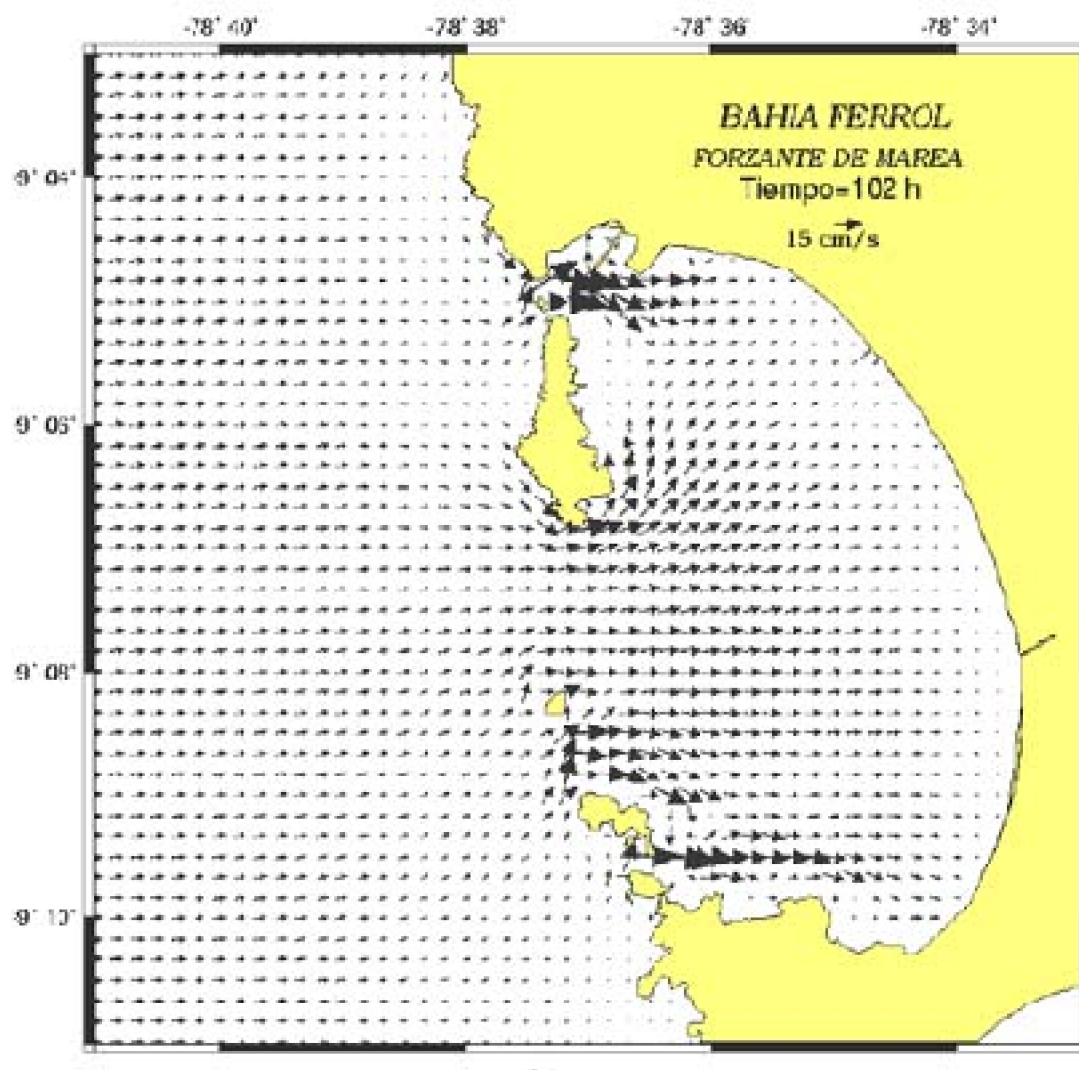 -78° 40' -78° 38' -78° 36' -78° 34'
BAHIA FERROL
FORZANTE DE MAREA
Tiempo=102 h
15 cm/s
9° 04'
9° 06'
9° 08'
9° 10'